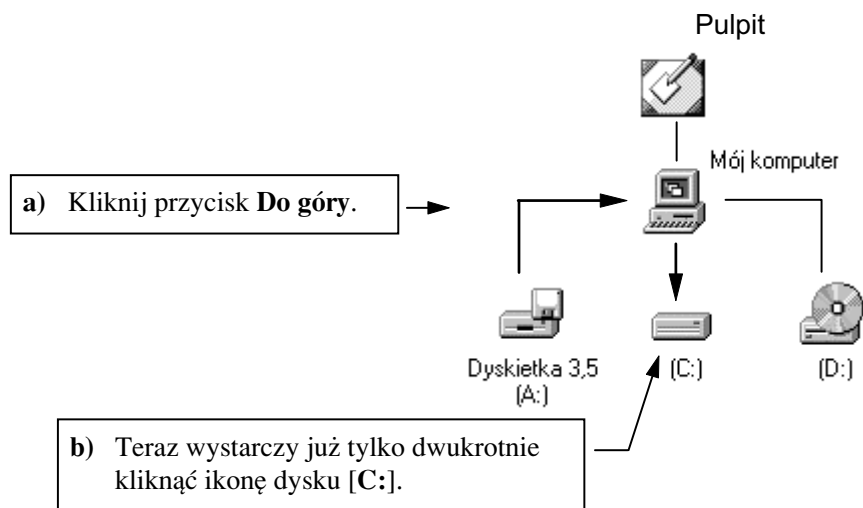 Pulpit
Mój komputer
a) Kliknij przycisk Do góry.
Dyskietka 3,5
(A:)
(C:)
(D:)
b) Teraz wystarczy już tylko dwukrotnie
kliknąć ikonę dysku [C:].